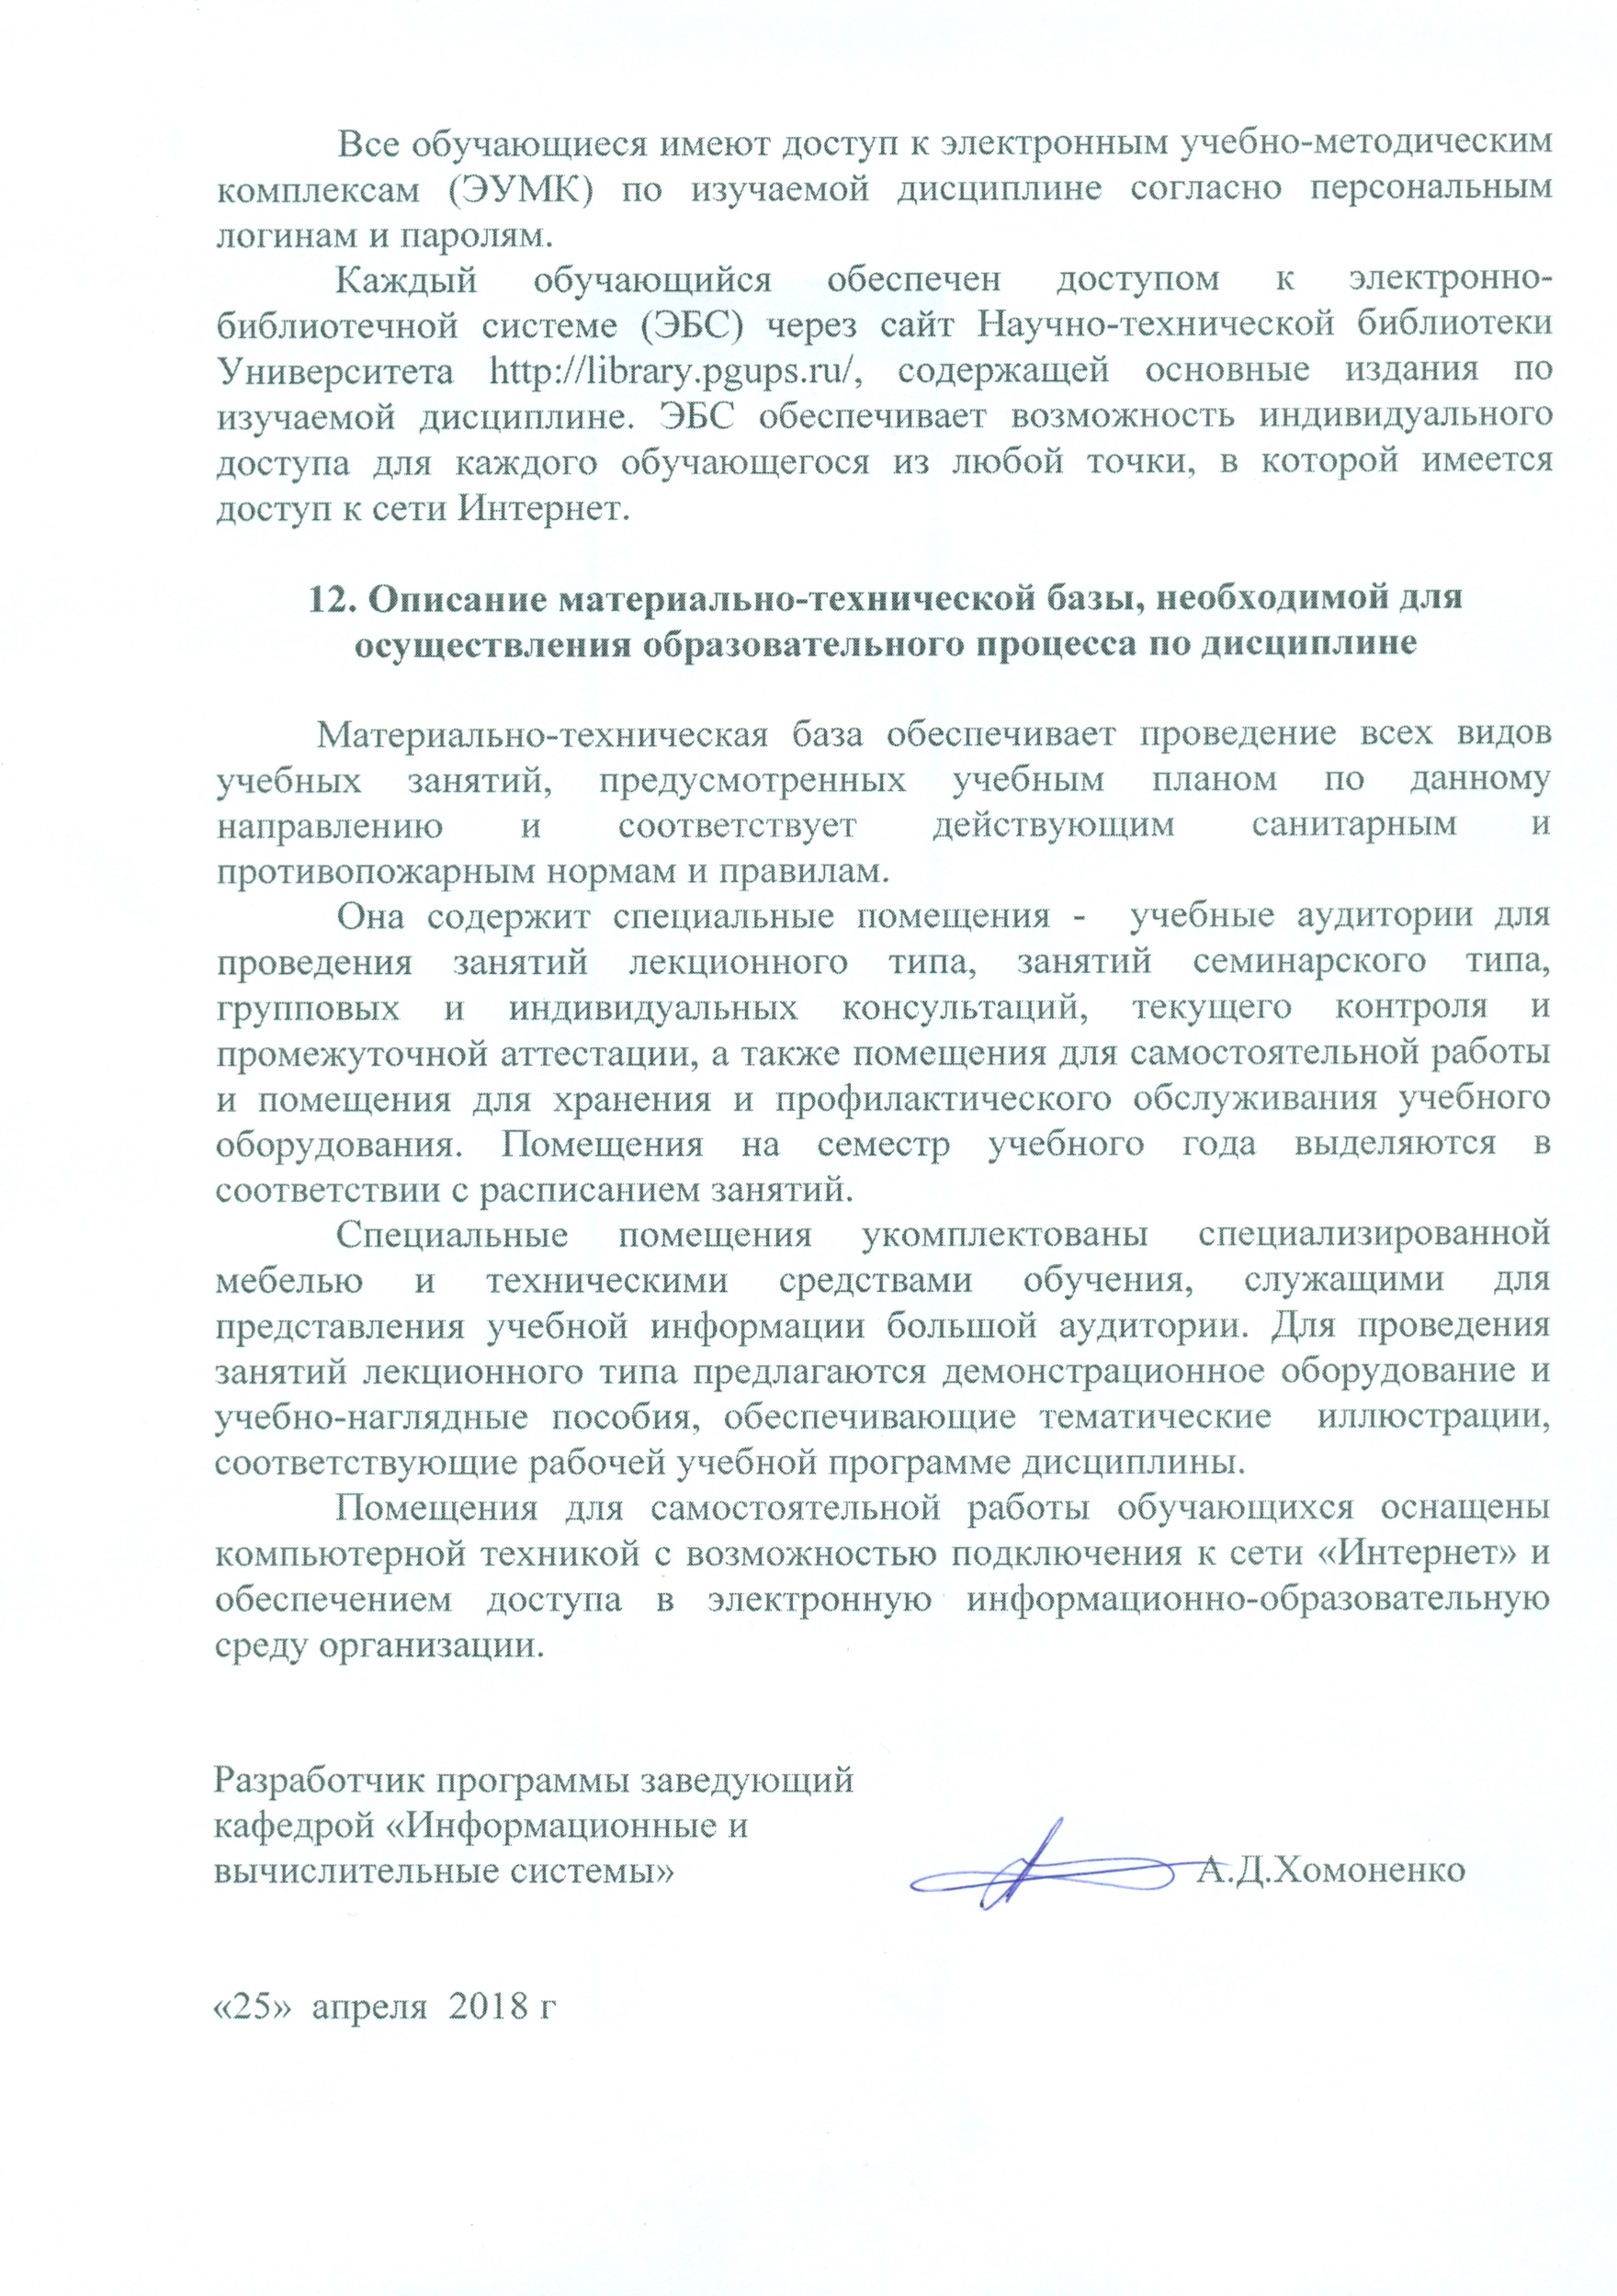 Все обучающиеся имеют доступ к электронным учебно-методическим
комплексам (ЭУМК) по изучаемой дисциплине согласно персональным
логинам и паролям.
Каждый обучающийся обеспечен доступом к электронно-
библиотечной системе (ЭБС) через сайт Научно-технической библиотеки
Университета http://library.pgups.ru/, содержащей основные издания по
изучаемой дисциплине. ЭБС обеспечивает возможность индивидуального
доступа для каждого обучающегося из любой точки, в которой имеется
доступ к сети Интернет.
12. Описание материально-технической базы, необходимой для
осуществления образовательного процесса по дисциплине
Материально-техническая база обеспечивает проведение всех видов
учебных занятий, предусмотренных учебным планом по данному
направлению и соответствует действующим санитарным и
противопожарным нормам и правилам.
Она содержит специальные помещения - учебные аудитории для
проведения занятий лекционного типа, занятий семинарского типа,
групповых и индивидуальных консультаций, текущего контроля и
промежуточной аттестации, а также помещения для самостоятельной работы
и помещения для хранения и профилактического обслуживания учебного
оборудования. Помещения на семестр учебного года выделяются в
соответствии с расписанием занятий.
Специальные помещения укомплектованы специализированной
мебелью и техническими средствами обучения, служащими для
представления учебной информации большой аудитории. Для проведения
занятий лекционного типа предлагаются демонстрационное оборудование и
учебно-наглядные пособия, обеспечивающие тематические иллюстрации,
соответствующие рабочей учебной программе дисциплины.
Помещения для самостоятельной работы обучающихся оснащены
компьютерной техникой с возможностью подключения к сети «Интернет» и
обеспечением доступа в электронную информационно-образовательную
среду организации.
Разработчик программы заведующий
кафедрой «Информационные и
вычислительные системы» А.Д.Хомоненко
«25» апреля 2018 г